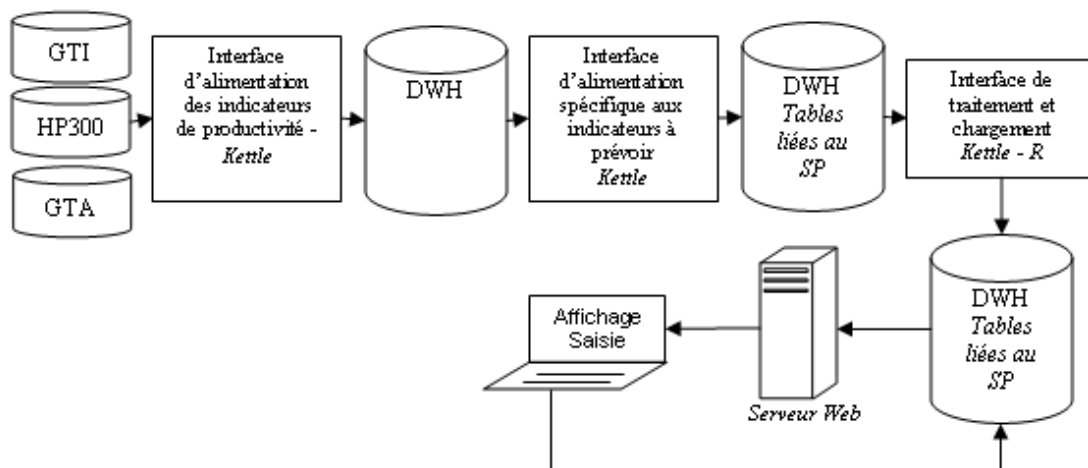 GTI
HP300
GTA
Interface
d'alimentation
des indicateurs
de productivité -
Kettle
DWH
Interface
d'alimentation
spécifique aux
indicateurs à
prévoir
Kettle
DWH
Tables
liées au
SP
Interface de
traitement et
chargement
Kettle - R
DWH
Tables
liées au
SP
Serveur Web
Affichage
Saisie